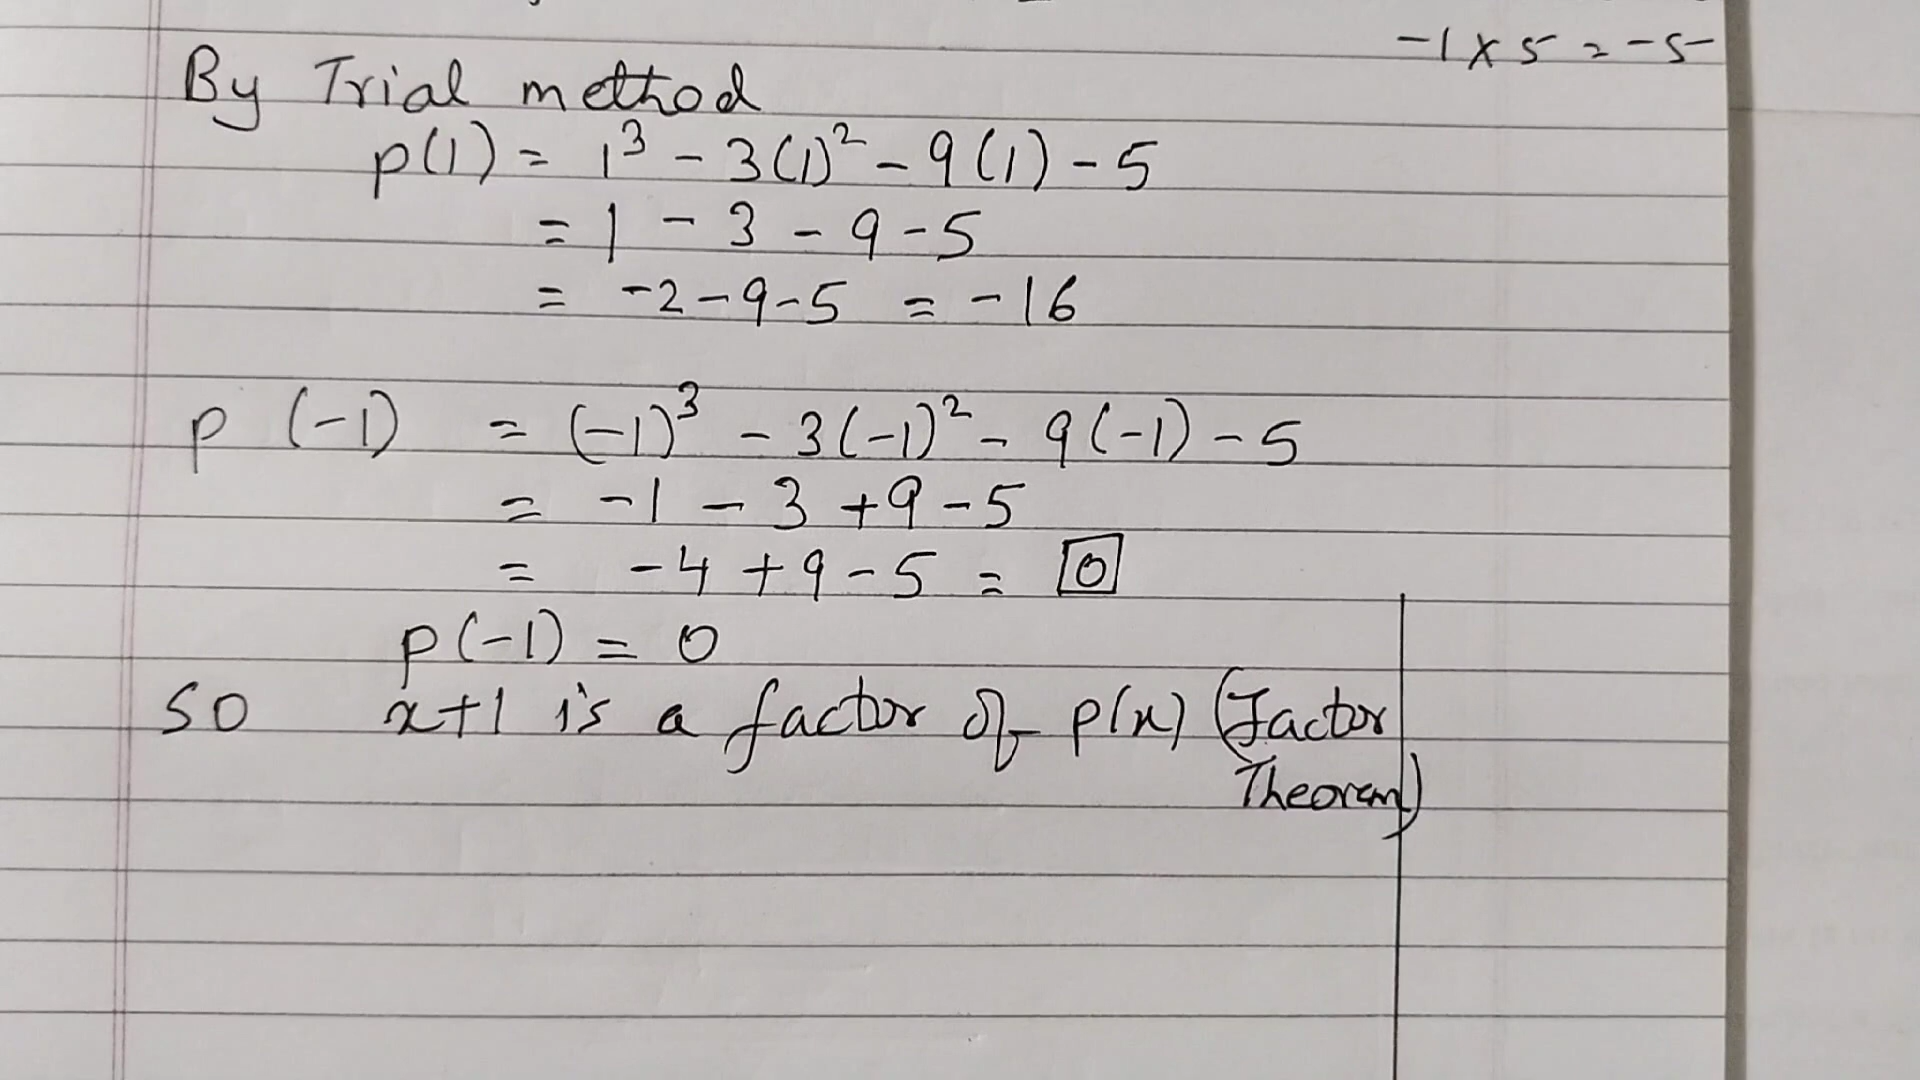 -1 x 5 = -5
By Trial method
p(1) = 1³ - 3(1)² - 9(1) - 5
= 1 - 3 - 9 - 5
= -2 - 9 - 5 = -16
p (-1) = (-1)³ - 3(-1)² - 9(-1) - 5
= -1 - 3 + 9 - 5
= -4 + 9 - 5 = 0
p(-1) = 0
so x+1 is a factor of p(x) (Factor
Theorem)